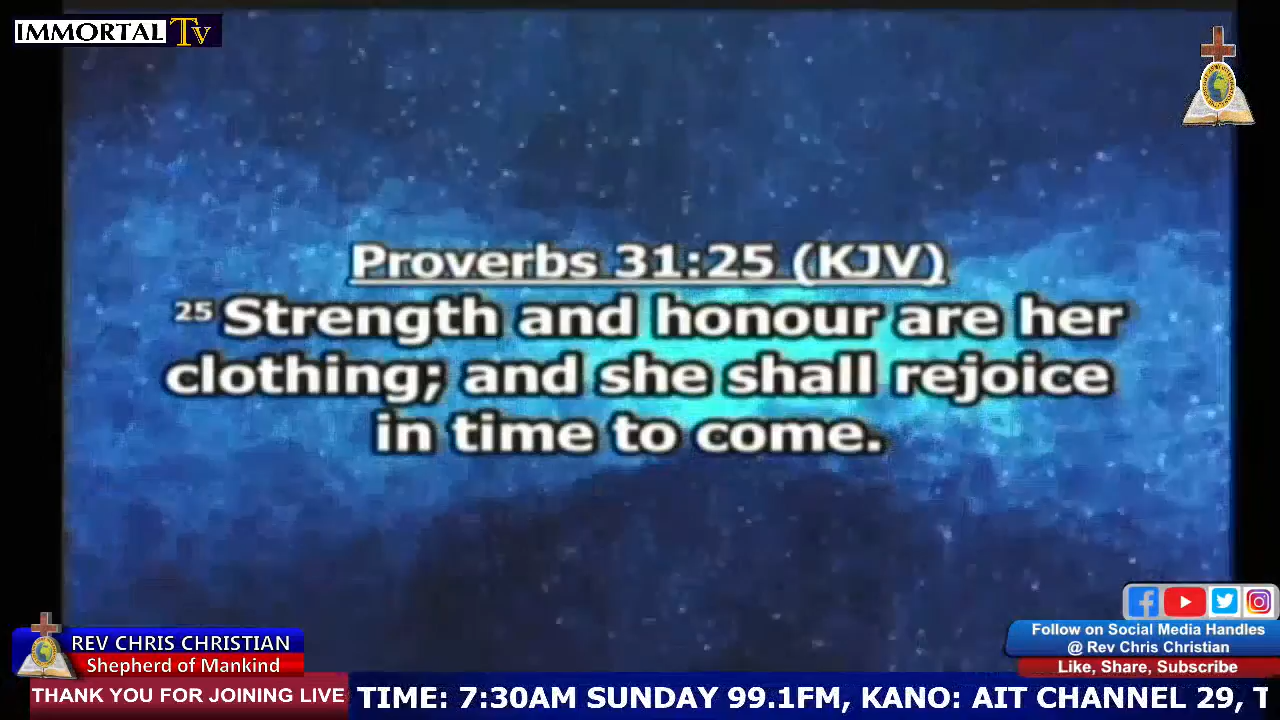 IMMORTAL Tv
Proverbs 31:25 (KJV)
25 Strength and honour are her
clothing; and she shall rejoice
in time to come.
REV CHRIS CHRISTIAN
Shepherd of Mankind
Follow on Social Media Handles
@ Rev Chris Christian
Like, Share, Subscribe
THANK YOU FOR JOINING LIVE
TIME: 7:30AM SUNDAY 99.1FM, KANO: AIT CHANNEL 29, T